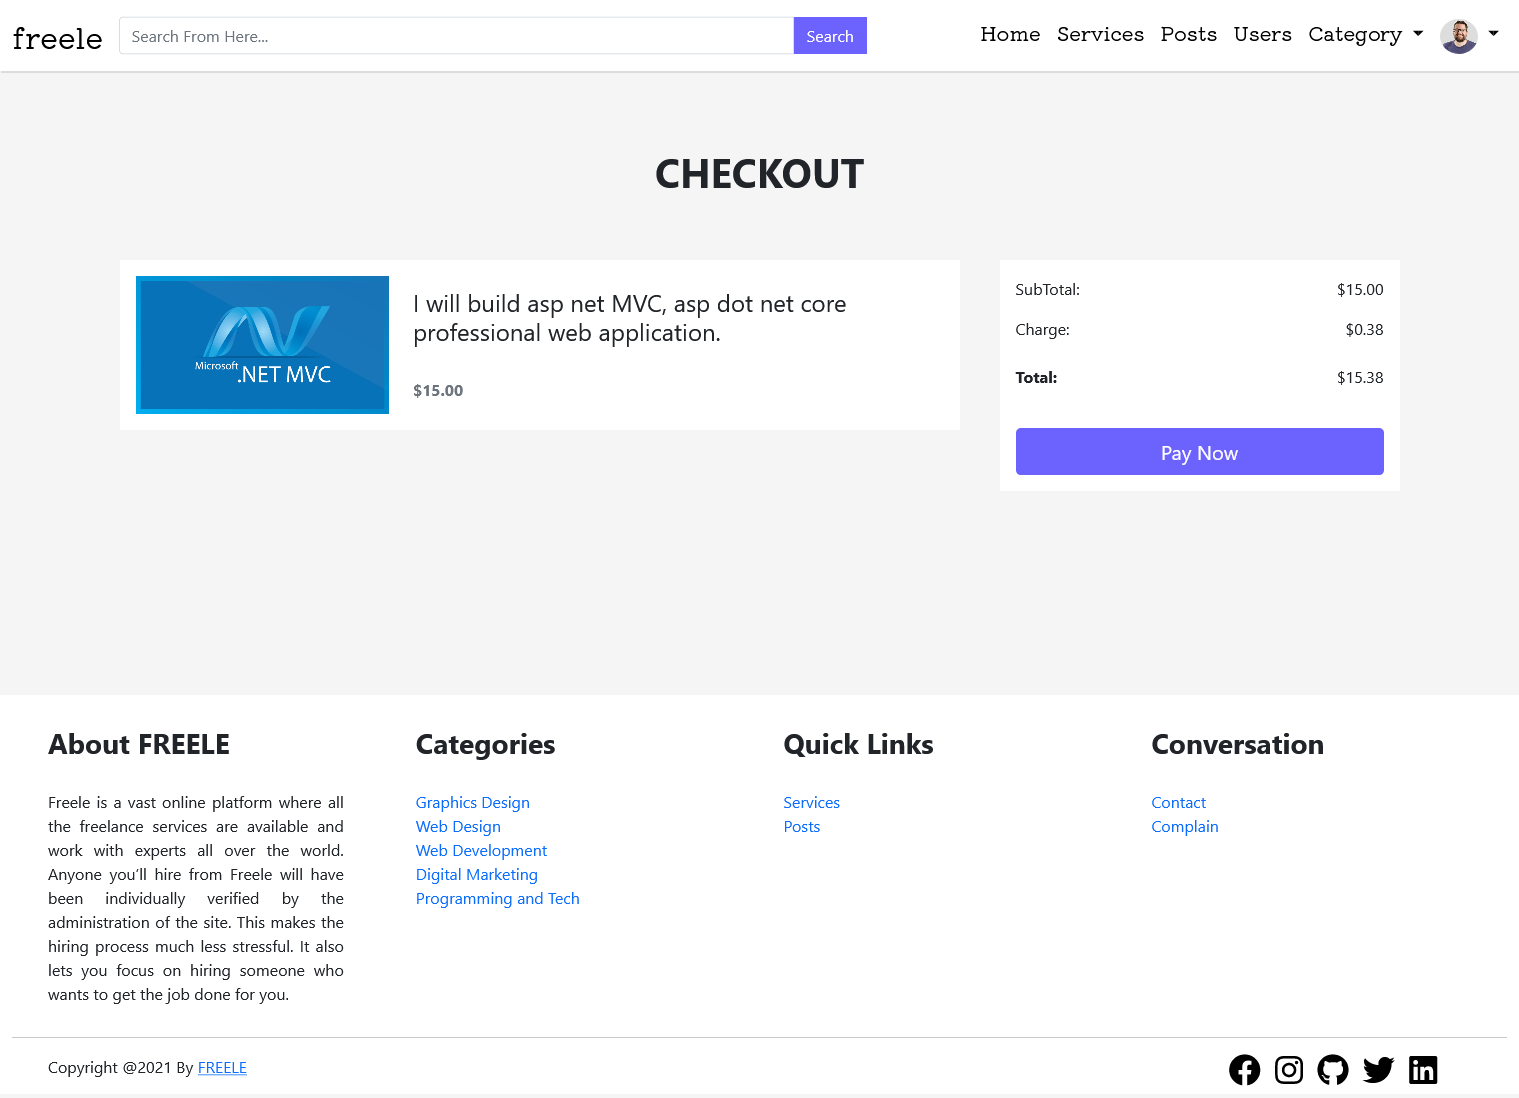 freele
Search From Here...
Search
Home Services Posts Users Category
CHECKOUT
Microsoft
.NET MVC
I will build asp net MVC, asp dot net core
professional web application.
$15.00
SubTotal: $15.00
Charge: $0.38
Total: $15.38
Pay Now
About FREELE
Freele is a vast online platform where all
the freelance services are available and
work with experts all over the world.
Anyone you’ll hire from Freele will have
been individually verified by the
administration of the site. This makes the
hiring process much less stressful. It also
lets you focus on hiring someone who
wants to get the job done for you.
Categories
Graphics Design
Web Design
Web Development
Digital Marketing
Programming and Tech
Quick Links
Services
Posts
Conversation
Contact
Complain
Copyright @2021 By FREELE